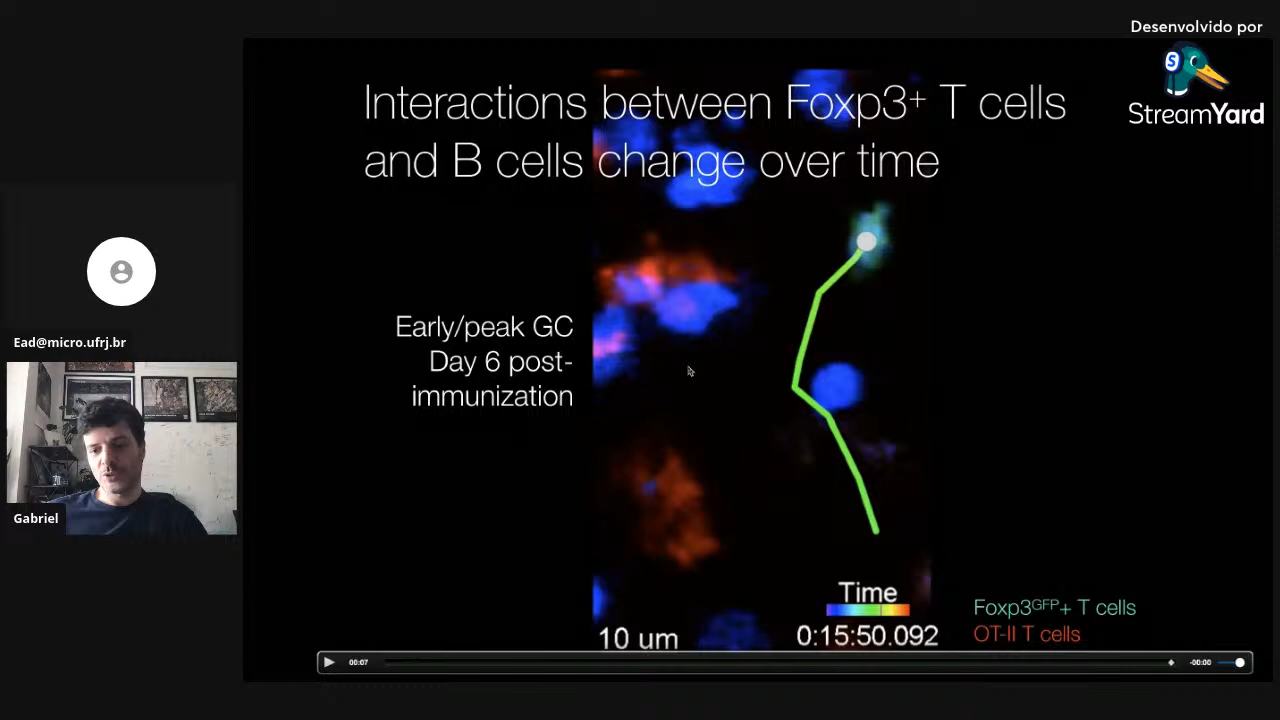 Desenvolvido por
StreamYard
Interactions between Foxp3+ T cells
and B cells change over time
Early/peak GC
Day 6 post-
immunization
Ead@micro.ufrj.br
Gabriel
Time
10 um
0:15:50.092
Foxp3GFP+ T cells
OT-II T cells
00:07
-00:00